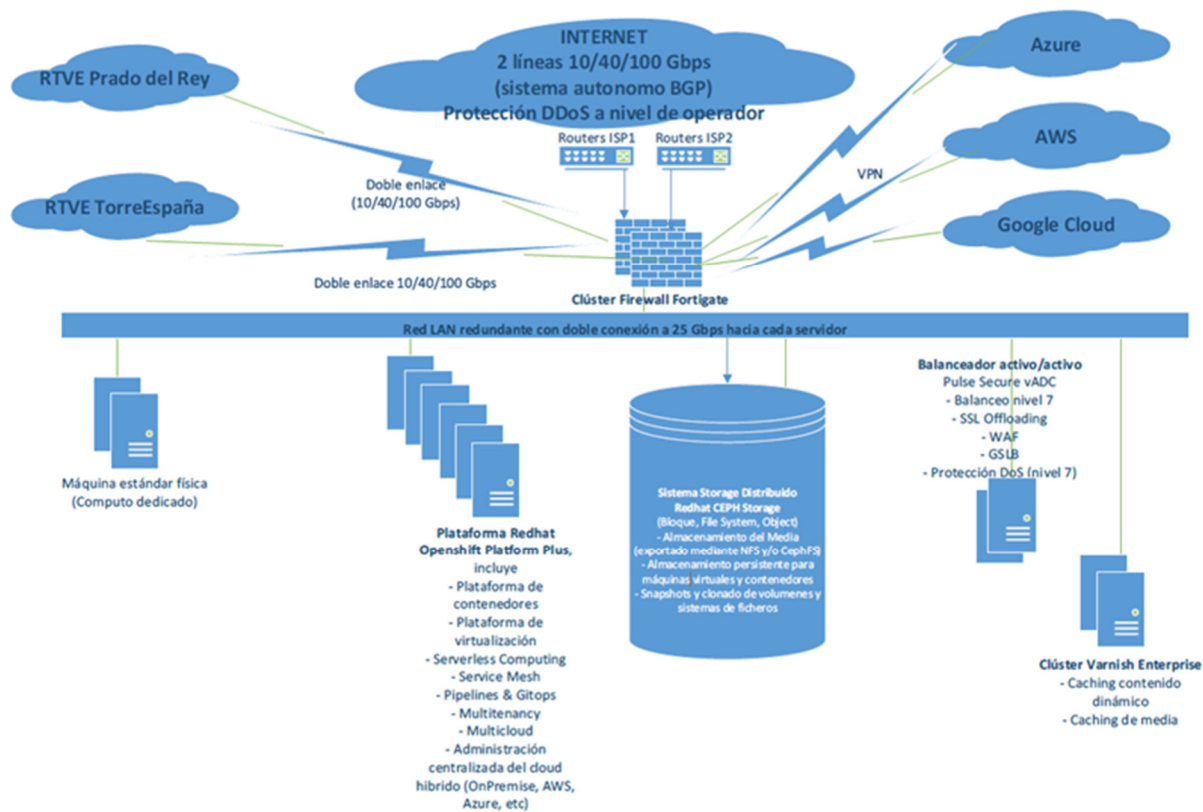 INTERNET
2 líneas 10/40/100 Gbps
(sistema autonomo BGP)
Protección DDoS a nivel de operador
Routers ISP1
Routers ISP2
RTVE Prado del Rey
RTVE TorreEspaña
Doble enlace
(10/40/100 Gbps)
Doble enlace 10/40/100 Gbps
Azure
AWS
Google Cloud
VPN
Clúster Firewall Fortigate
Red LAN redundante con doble conexión a 25 Gbps hacia cada servidor
Máquina estándar física
(Computo dedicado)
Plataforma Redhat
Openshift Platform Plus,
incluye
- Plataforma de
contenedores
- Plataforma de
virtualización
- Serverless Computing
- Service Mesh
- Pipelines & Gitops
- Multitenancy
- Multicloud
- Administración
centralizada del cloud
hibrido (OnPremise, AWS,
Azure, etc)
Sistema Storage Distribuido
Redhat CEPH Storage
(Bloque, File System, Object)
- Almacenamiento del Media
(exportado mediante NFS y/o CephFS)
- Almacenamiento persistente para
máquinas virtuales y contenedores
- Snapshots y clonado de volumenes y
sistemas de ficheros
Balanceador activo/activo
Pulse Secure vADC
- Balanceo nivel 7
- SSL Offloading
- WAF
- GSLB
- Protección DoS (nivel 7)
Clúster Varnish Enterprise
- Caching contenido
dinámico
- Caching de media